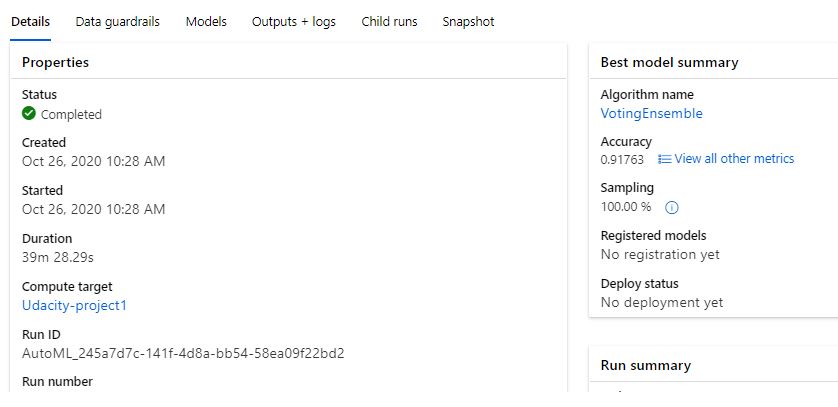 Details Data guardrails Models Outputs + logs Child runs Snapshot
Properties
Status
Completed
Created
Oct 26, 2020 10:28 AM
Started
Oct 26, 2020 10:28 AM
Duration
39m 28.29s
Compute target
Udacity-project1
Run ID
AutoML_245a7d7c-141f-4d8a-bb54-58ea09f22bd2
Run number
Best model summary
Algorithm name
VotingEnsemble
Accuracy
0.91763 View all other metrics
Sampling
100.00 %
Registered models
No registration yet
Deploy status
No deployment yet
Run summary